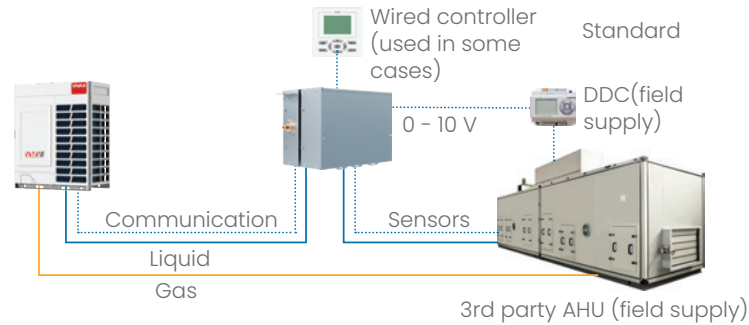 Wired controller
(used in some
cases)
Standard
DDC(field
supply)
0 - 10 V
Communication
Sensors
Liquid
Gas
3rd party AHU (field supply)